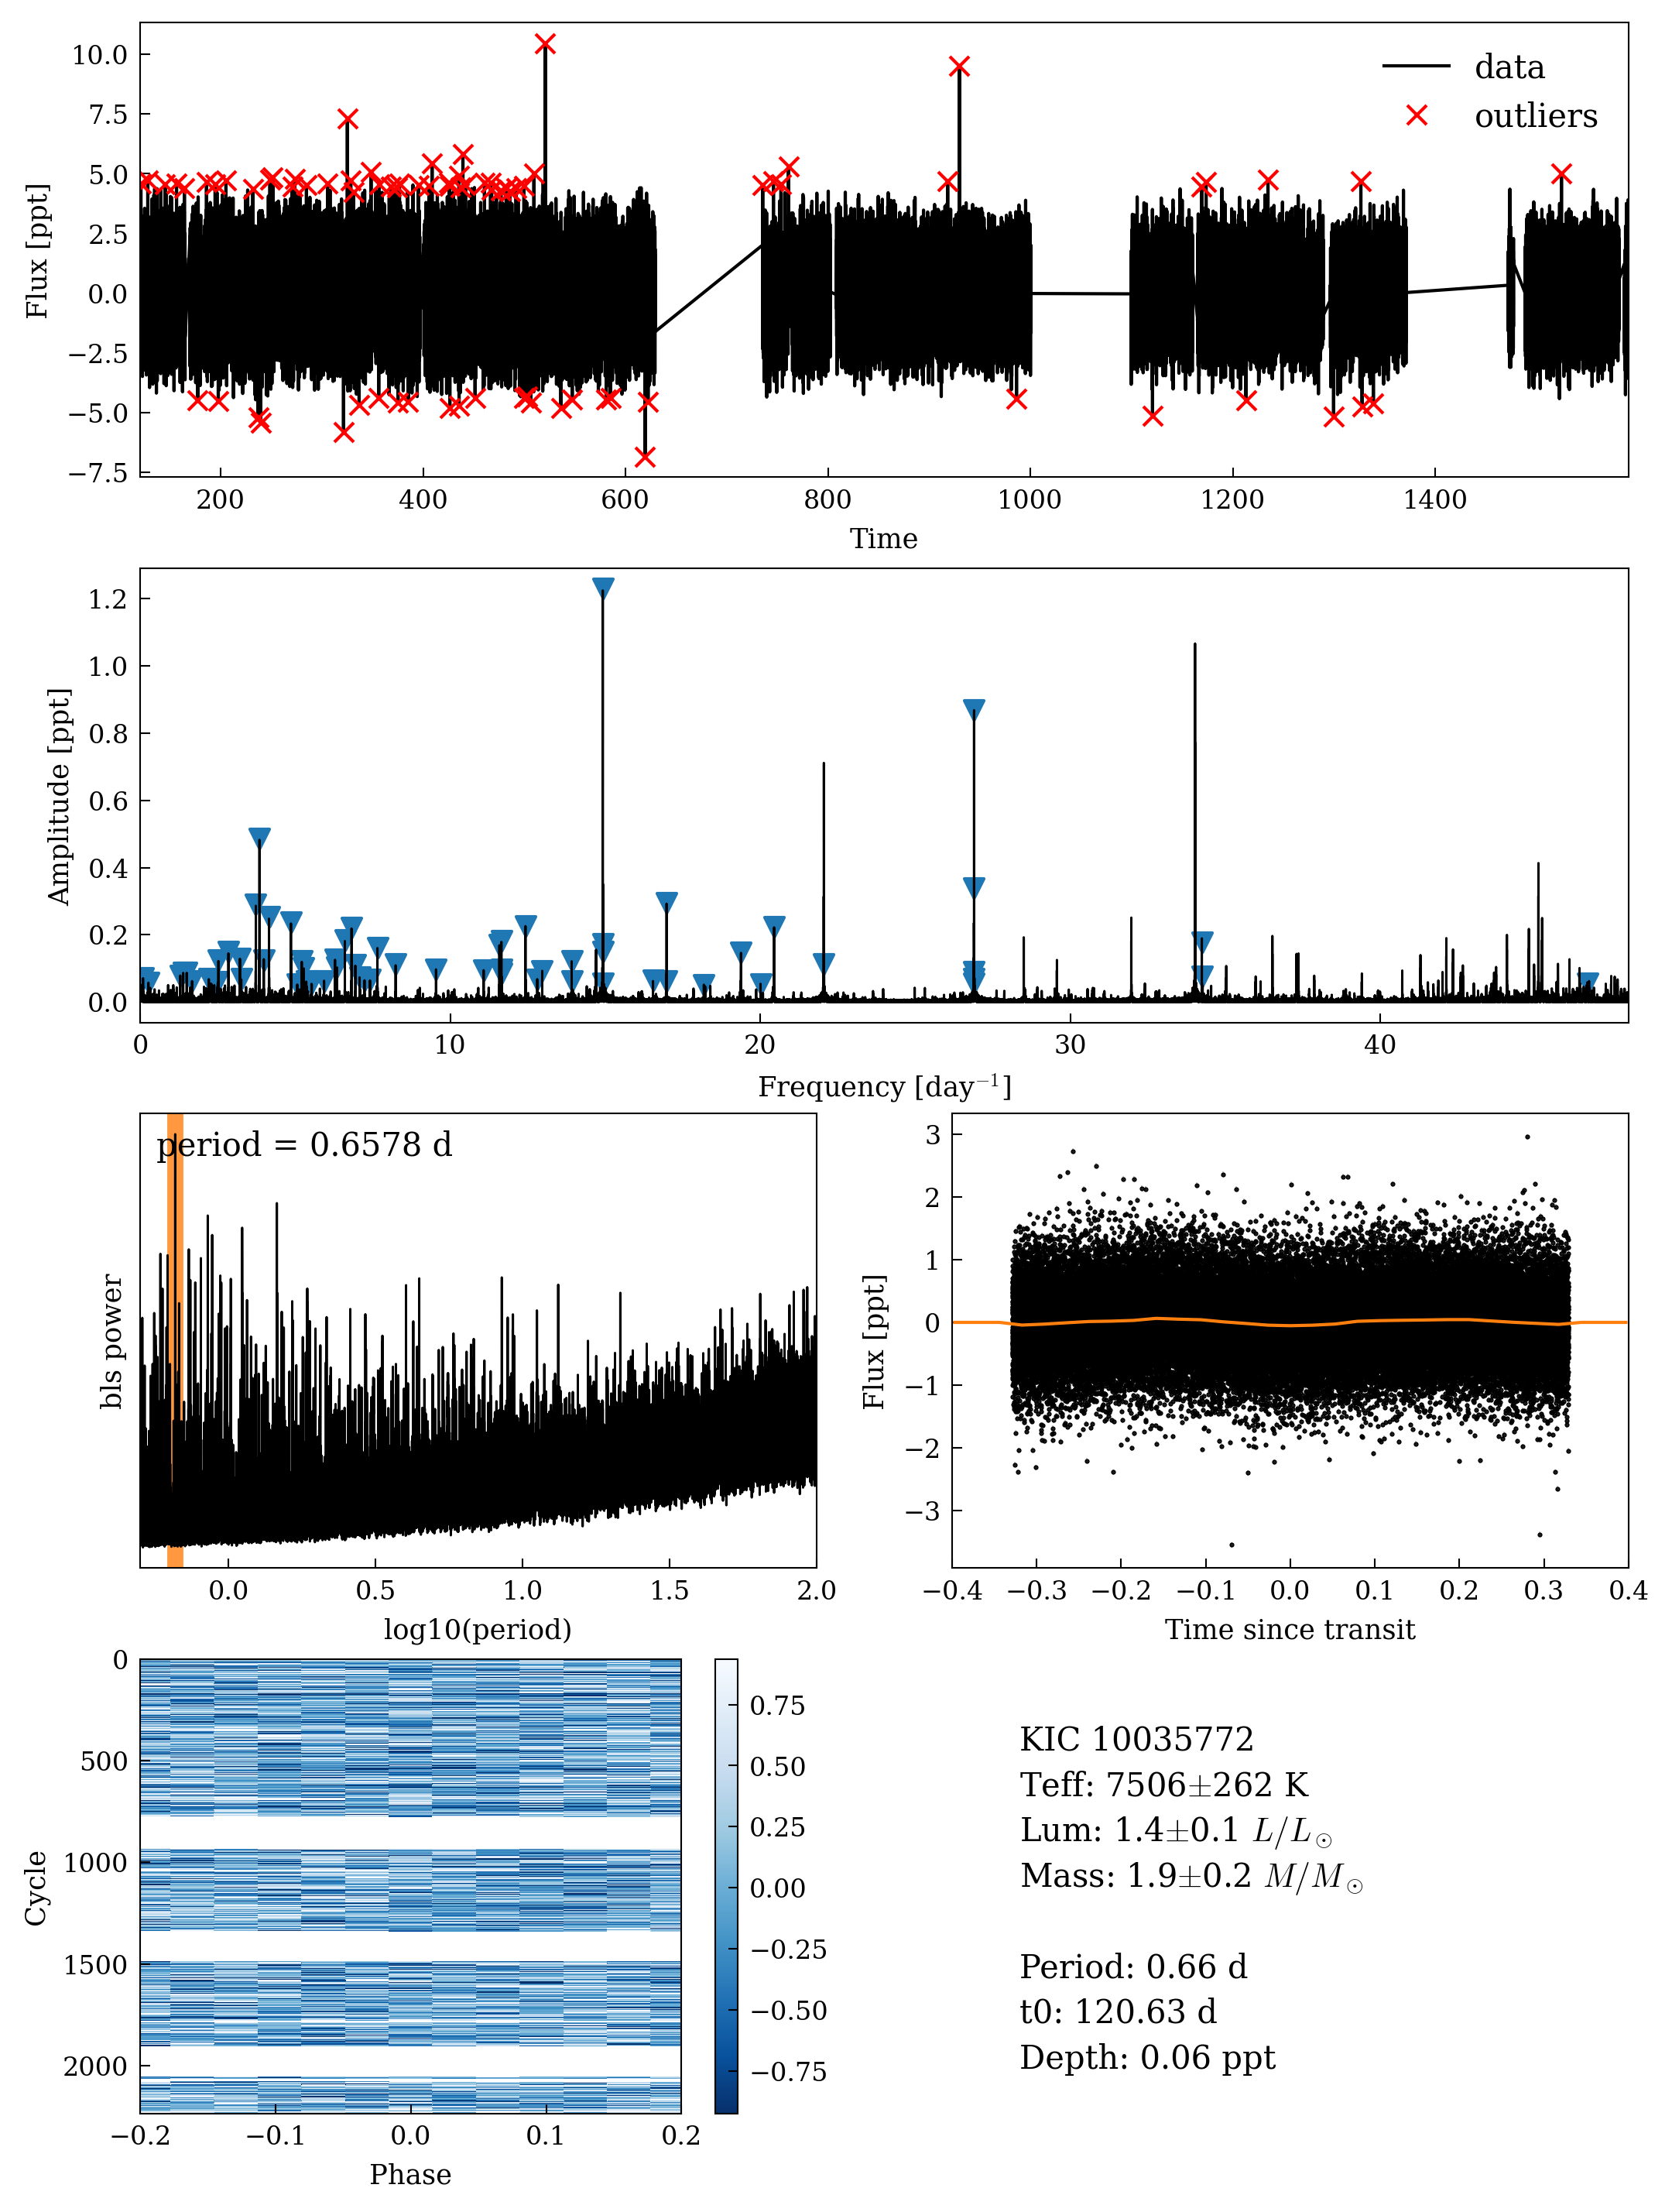 10.0
7.5
5.0
2.5
0.0
−2.5
−5.0
−7.5
Flux [ppt]
data
outliers
200 400 600 800 1000 1200 1400
Time
1.2
1.0
0.8
0.6
0.4
0.2
0.0
Amplitude [ppt]
0 10 20 30 40
Frequency [day⁻¹]
period = 0.6578 d
bls power
0.0 0.5 1.0 1.5 2.0
log10(period)
3
2
1
0
−1
−2
−3
Flux [ppt]
−0.4 −0.3 −0.2 −0.1 0.0 0.1 0.2 0.3 0.4
Time since transit
0
500
1000
1500
2000
Cycle
−0.2 −0.1 0.0 0.1 0.2
Phase
0.75
0.50
0.25
0.00
−0.25
−0.50
−0.75
KIC 10035772
Teff: 7506±262 K
Lum: 1.4±0.1 L/L☉
Mass: 1.9±0.2 M/M☉
Period: 0.66 d
t0: 120.63 d
Depth: 0.06 ppt